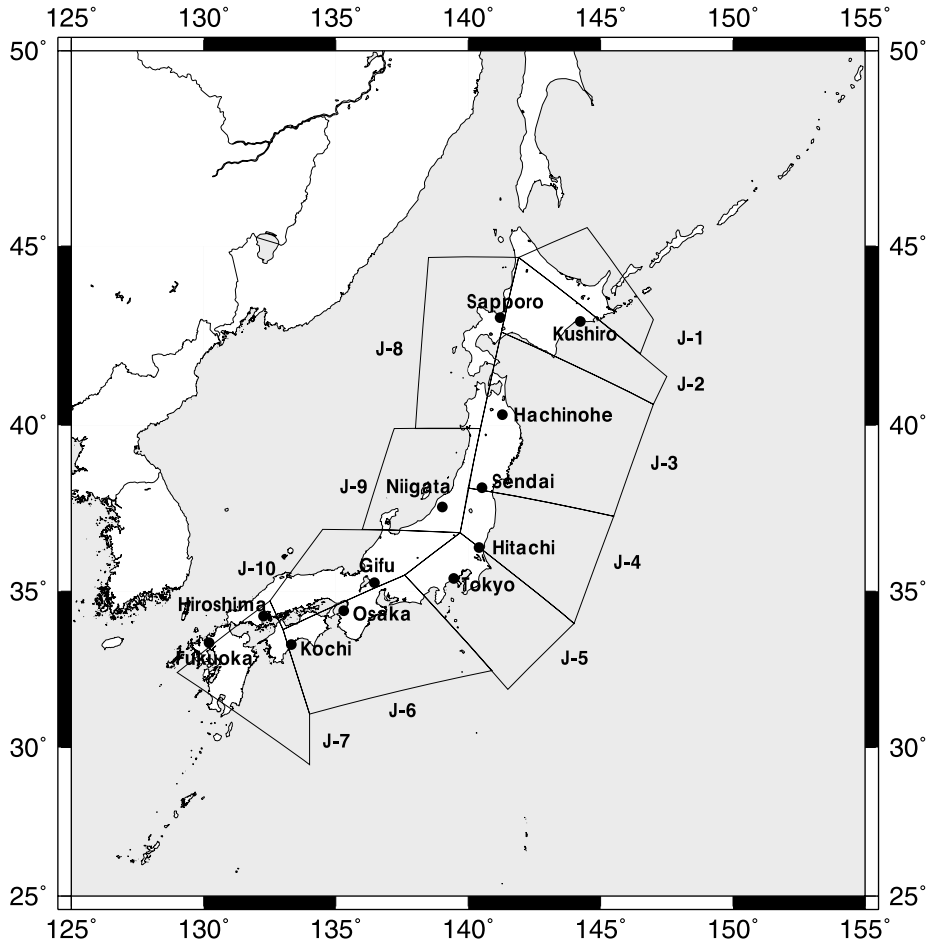 125˚ 130˚ 135˚ 140˚ 145˚ 150˚ 155˚
50˚ 50˚
45˚ 45˚
Sapporo
Kushiro
J-1
J-8
J-2
Hachinohe
40˚ 40˚
J-3
Sendai
Niigata
J-9
Hitachi
J-4
Gifu
J-10
Tokyo
35˚ 35˚
Hiroshima
Osaka
Kochi
Fukuoka
J-5
J-6
J-7
30˚ 30˚
25˚ 25˚
125˚ 130˚ 135˚ 140˚ 145˚ 150˚ 155˚